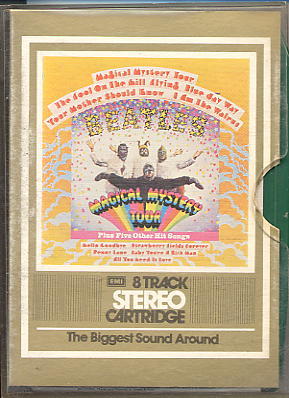 Magical Mystery Tour
The Fool On The Hill Flying Blue Jay Way
Your Mother Should Know I Am The Walrus
BEATLES
MAGICAL MYSTERY
TOUR
Plus Five Other Hit Songs
Hello Goodbye Strawberry Fields Forever
Penny Lane Baby You're A Rich Man
All You Need Is Love
EMI 8 TRACK
STEREO
CARTRIDGE
The Biggest Sound Around